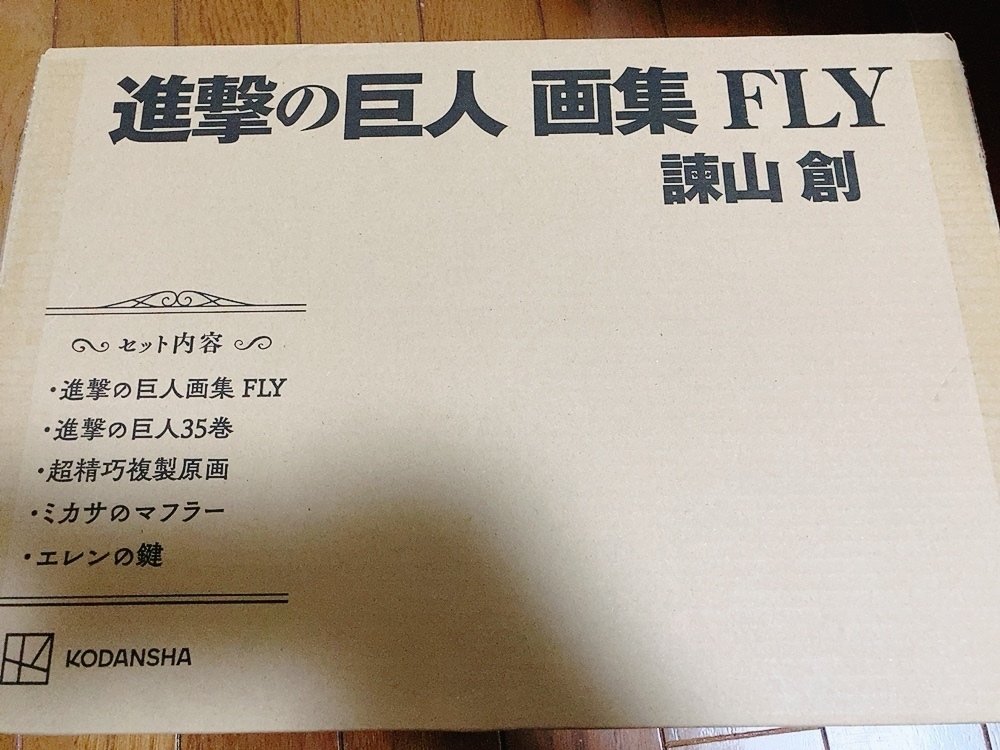 進撃の巨人 画集 FLY
諫山 創
セット内容
・進撃の巨人画集 FLY
・進撃の巨人35巻
・超精巧複製原画
・ミカサのマフラー
・エレンの鍵
KODANSHA